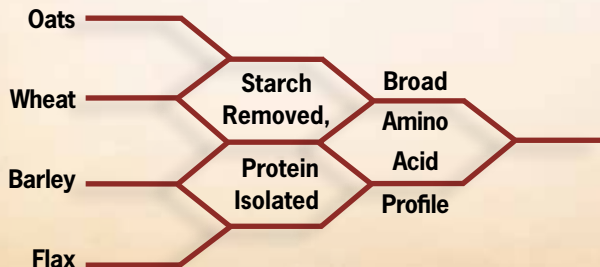 Oats
Wheat
Barley
Flax
Starch
Removed,
Protein
Isolated
Broad
Amino
Acid
Profile